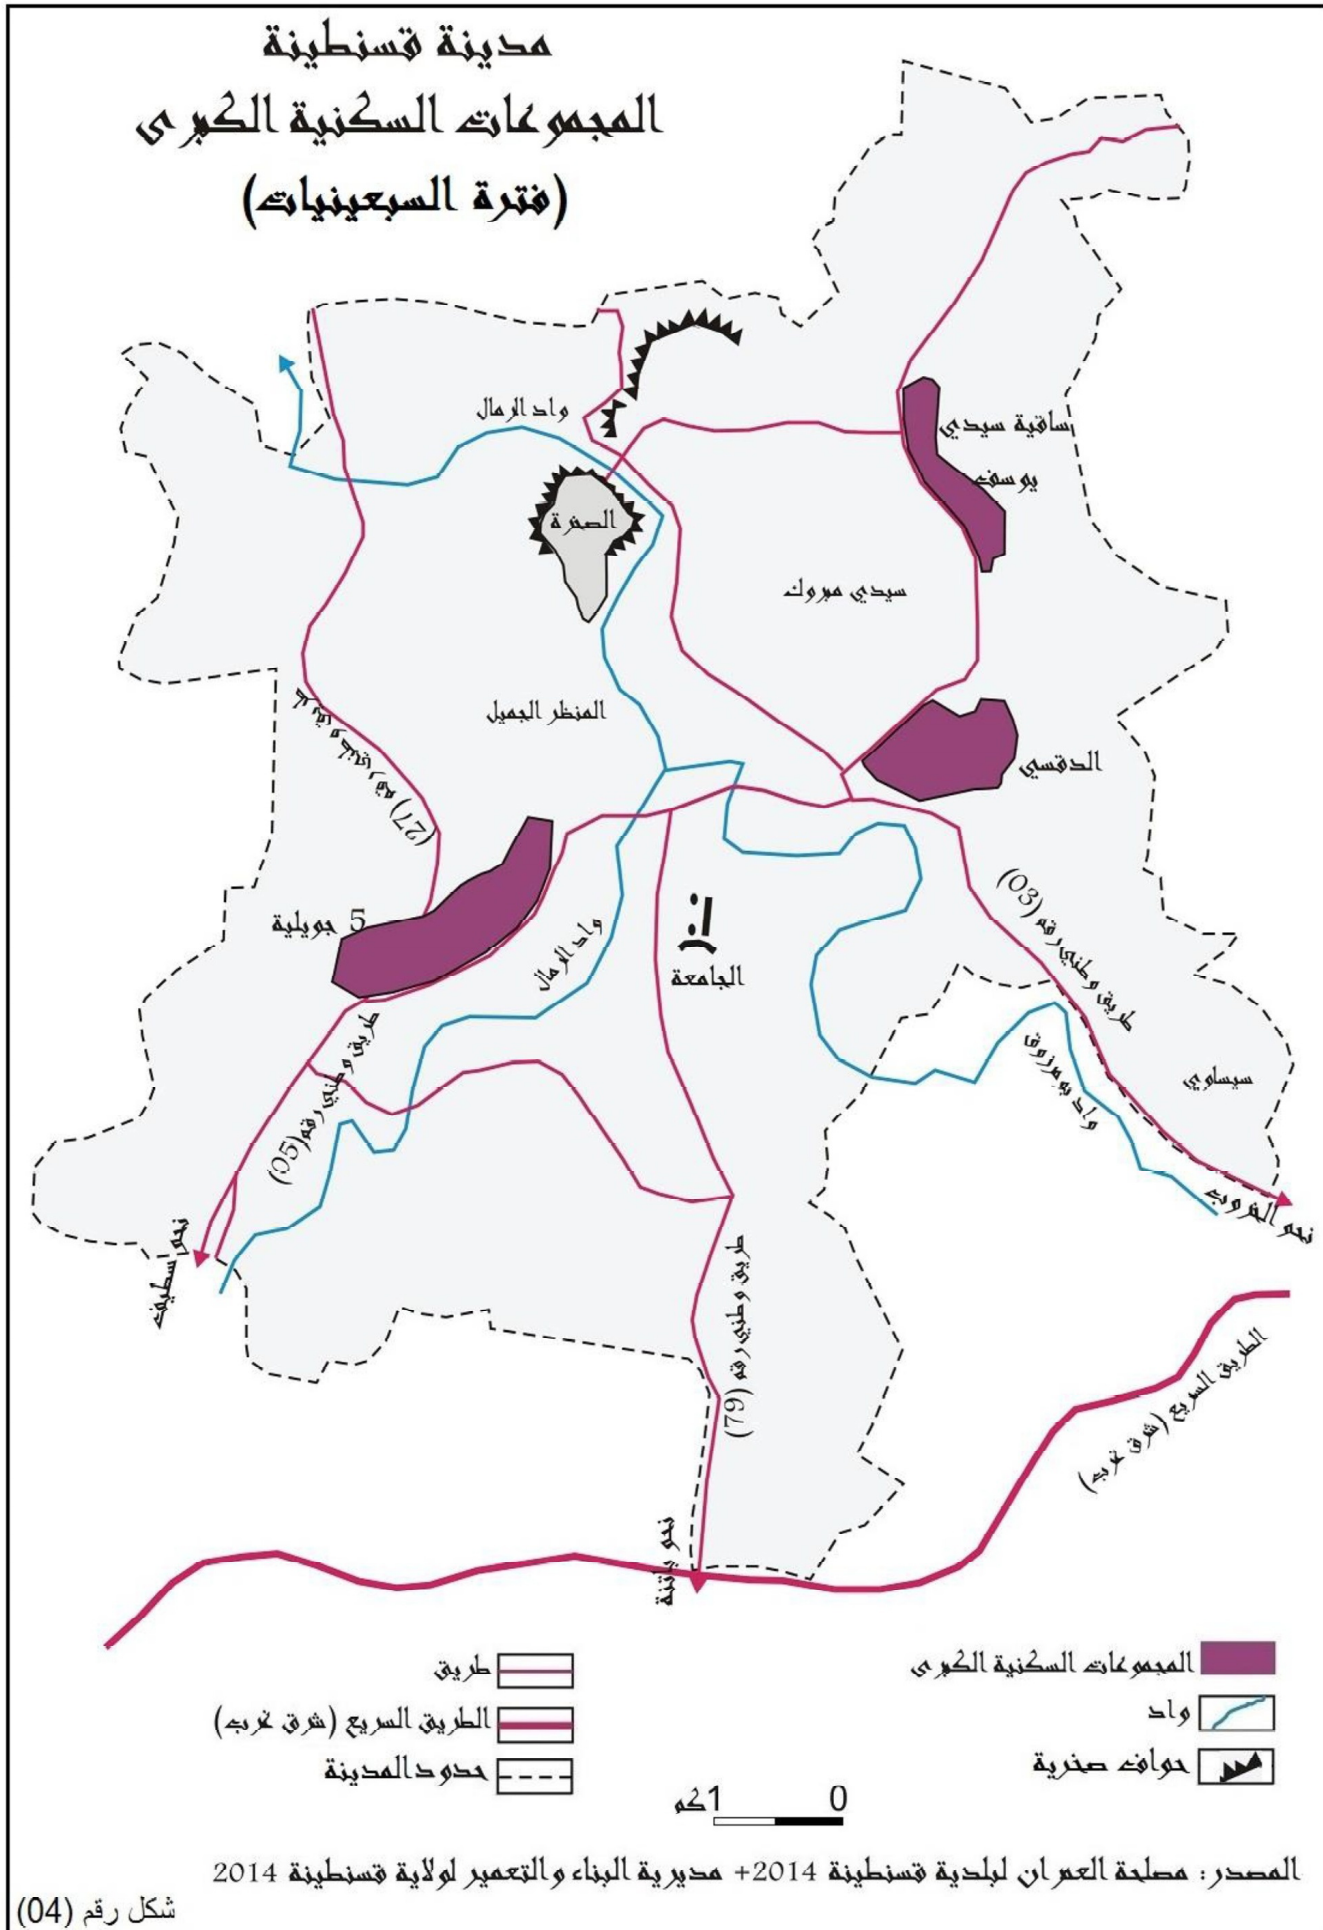 مدينة قسنطينة
المجموعات السكنية الكبرى
(فترة السبعينيات)
واد الرمال
ساقية سيدي
يوسف
الصخرة
سيدي مبروك
المنظر الجميل
الدقسي
(27)
5 جويلية
واد الرمال
الجامعة
طريق وطني رقم (03)
طريق وطني رقم (05)
واد بومرزوق
سيساوي
نحو الخروب
نحو سطيف
طريق وطني رقم (79)
نحو باتنة
الطريق السريع (شرق غرب)
المجموعات السكنية الكبرى
طريق
واد
الطريق السريع (شرق غرب)
حواف صخرية
حدود المدينة
0
1كم
المصدر: مصلحة العمران لبلدية قسنطينة 2014+ مديرية البناء والتعمير لولاية قسنطينة 2014
شكل رقم (04)